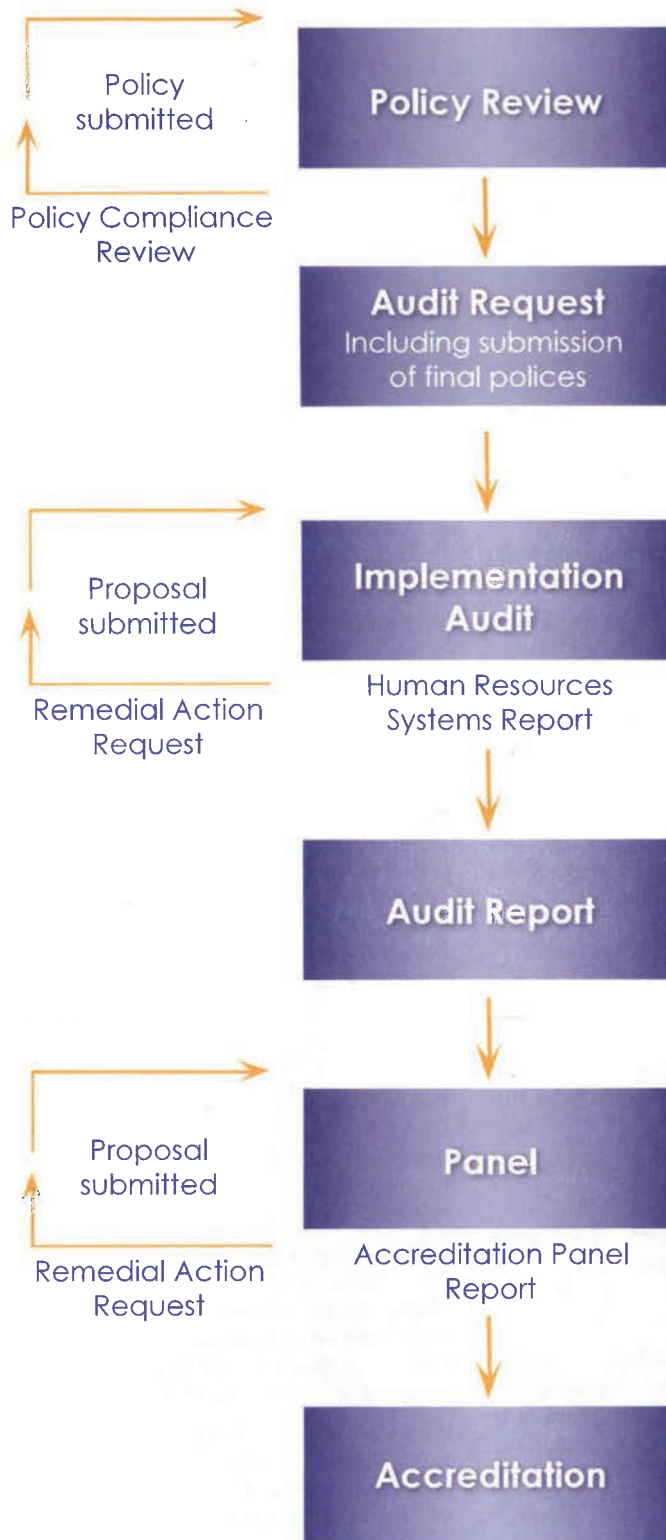 Policy
submitted
Policy Review
Policy Compliance
Review
Audit Request
Including submission
of final polices
Proposal
submitted
Implementation
Audit
Remedial Action
Request
Human Resources
Systems Report
Audit Report
Proposal
submitted
Panel
Remedial Action
Request
Accreditation Panel
Report
Accreditation